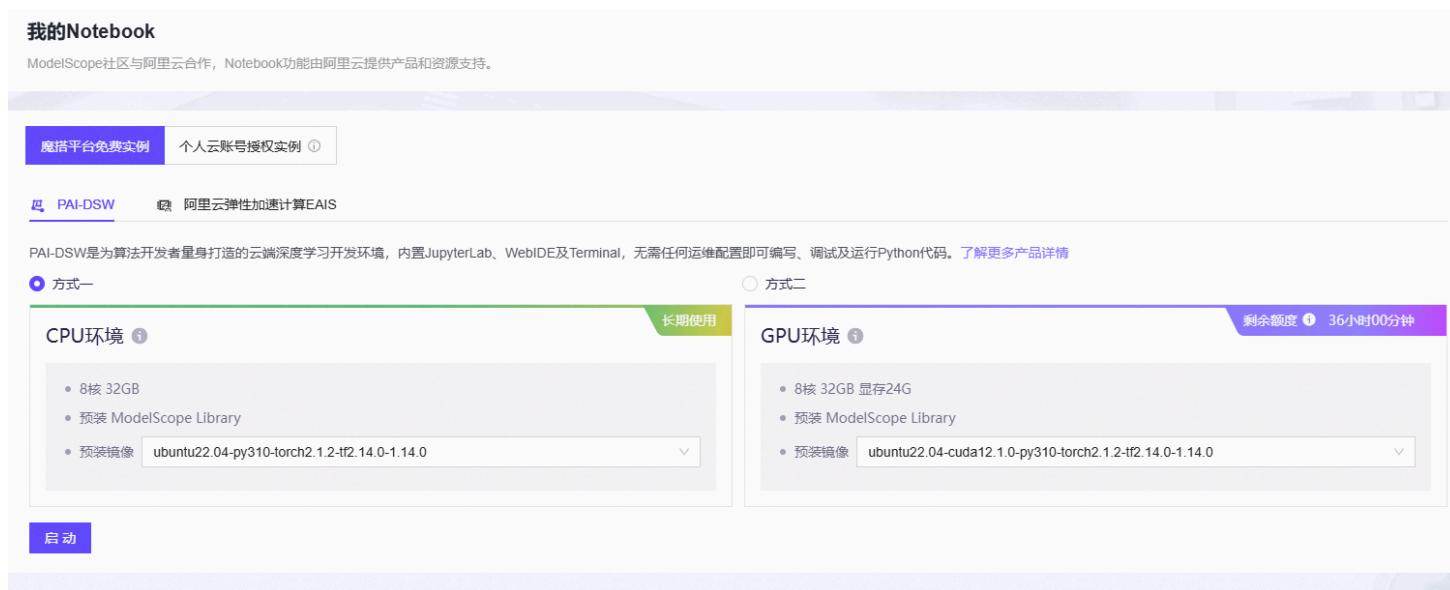 我的Notebook
ModelScope社区与阿里云合作，Notebook功能由阿里云提供产品和资源支持。
魔搭平台免费实例 个人云账号授权实例
PAI-DSW 阿里云弹性加速计算EAIS
PAI-DSW是为算法开发者量身打造的云端深度学习开发环境，内置JupyterLab、WebIDE及Terminal，无需任何运维配置即可编写、调试及运行Python代码。了解更多产品详情
方式一
长期使用
CPU环境
8核 32GB
预装 ModelScope Library
预装镜像 ubuntu22.04-py310-torch2.1.2-tf2.14.0-1.14.0
方式二
剩余额度 36小时00分钟
GPU环境
8核 32GB 显存24G
预装 ModelScope Library
预装镜像 ubuntu22.04-cuda12.1.0-py310-torch2.1.2-tf2.14.0-1.14.0
启动